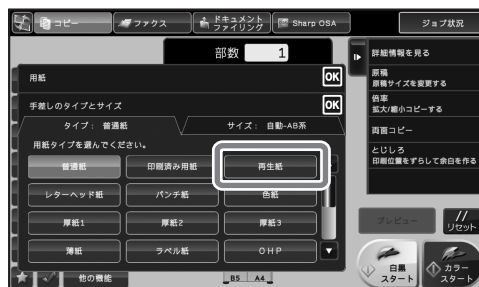 コピー
ファクス
ドキュメント
ファイリング
Sharp OSA
ジョブ状況
部数 1
詳細情報を見る
用紙
OK
原稿
原稿サイズを変更する
手差しのタイプとサイズ
OK
倍率
拡大/縮小コピーする
タイプ: 普通紙
サイズ: 自動-AB系
両面コピー
用紙タイプを選んでください。
とじしろ
印刷位置をずらして余白を作る
普通紙
印刷済み用紙
再生紙
レターヘッド紙
パンチ紙
色紙
厚紙1
厚紙2
厚紙3
プレビュー
リセット
薄紙
ラベル紙
OHP
白黒
スタート
カラー
スタート
他の機能
B5 A4